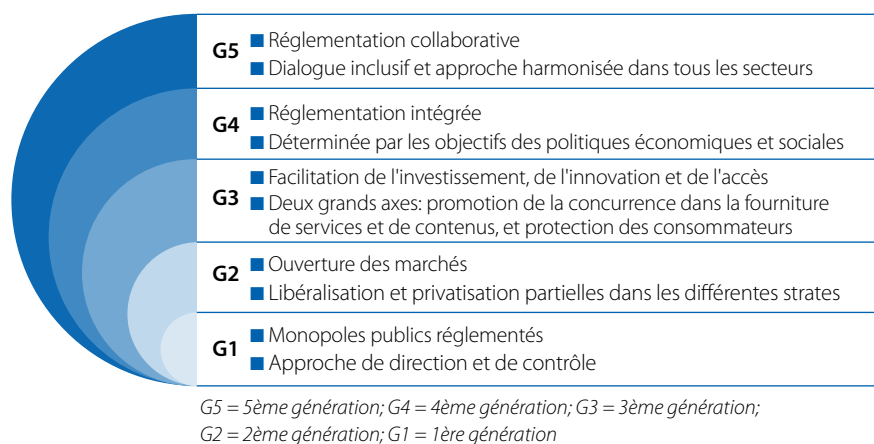 G5
■ Réglementation collaborative
■ Dialogue inclusif et approche harmonisée dans tous les secteurs
G4
■ Réglementation intégrée
■ Déterminée par les objectifs des politiques économiques et sociales
G3
■ Facilitation de l'investissement, de l'innovation et de l'accès
■ Deux grands axes: promotion de la concurrence dans la fourniture
de services et de contenus, et protection des consommateurs
G2
■ Ouverture des marchés
■ Libéralisation et privatisation partielles dans les différentes strates
G1
■ Monopoles publics réglementés
■ Approche de direction et de contrôle
G5 = 5ème génération; G4 = 4ème génération; G3 = 3ème génération;
G2 = 2ème génération; G1 = 1ère génération